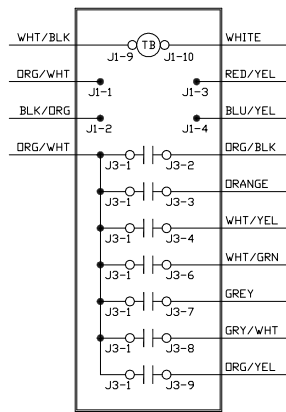 WHT/BLK TB WHITE
J1-9 J1-10
ORG/WHT RED/YEL
J1-1 J1-3
BLK/ORG BLU/YEL
J1-2 J1-4
ORG/WHT ORG/BLK
J3-1 J3-2
ORANGE
J3-1 J3-3
WHT/YEL
J3-1 J3-4
WHT/GRN
J3-1 J3-6
GREY
J3-1 J3-7
GRY/WHT
J3-1 J3-8
ORG/YEL
J3-1 J3-9